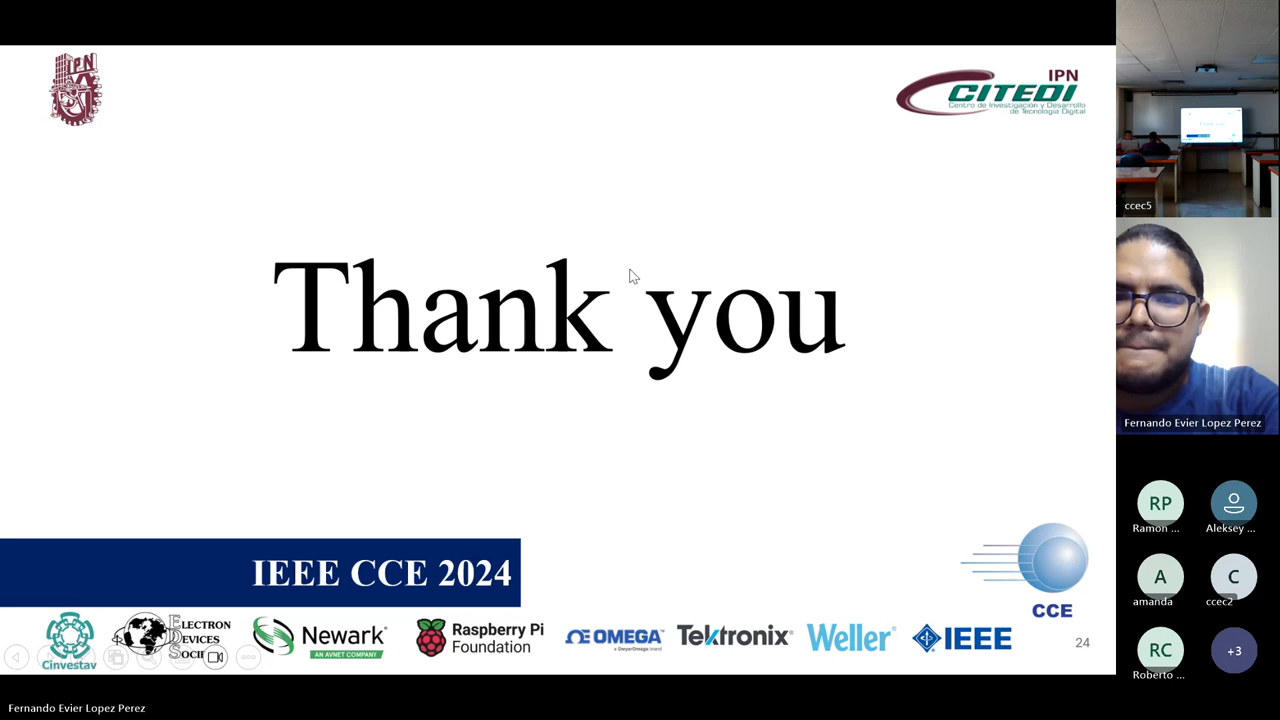 IPN
IPN
CITEDI
Centro de Investigación y Desarrollo
de Tecnología Digital
Thank you
IEEE CCE 2024
CCE
Cinvestav
ELECTRON
DEVICES
Newark
AN AVNET COMPANY
Raspberry Pi
Foundation
OMEGA
Tektronix
Weller
IEEE
24
ccec5
Fernando Evier Lopez Perez
RP
Ramon ...
Aleksey ...
A
amanda
C
ccec2
RC
Roberto ...
+3
Fernando Evier Lopez Perez